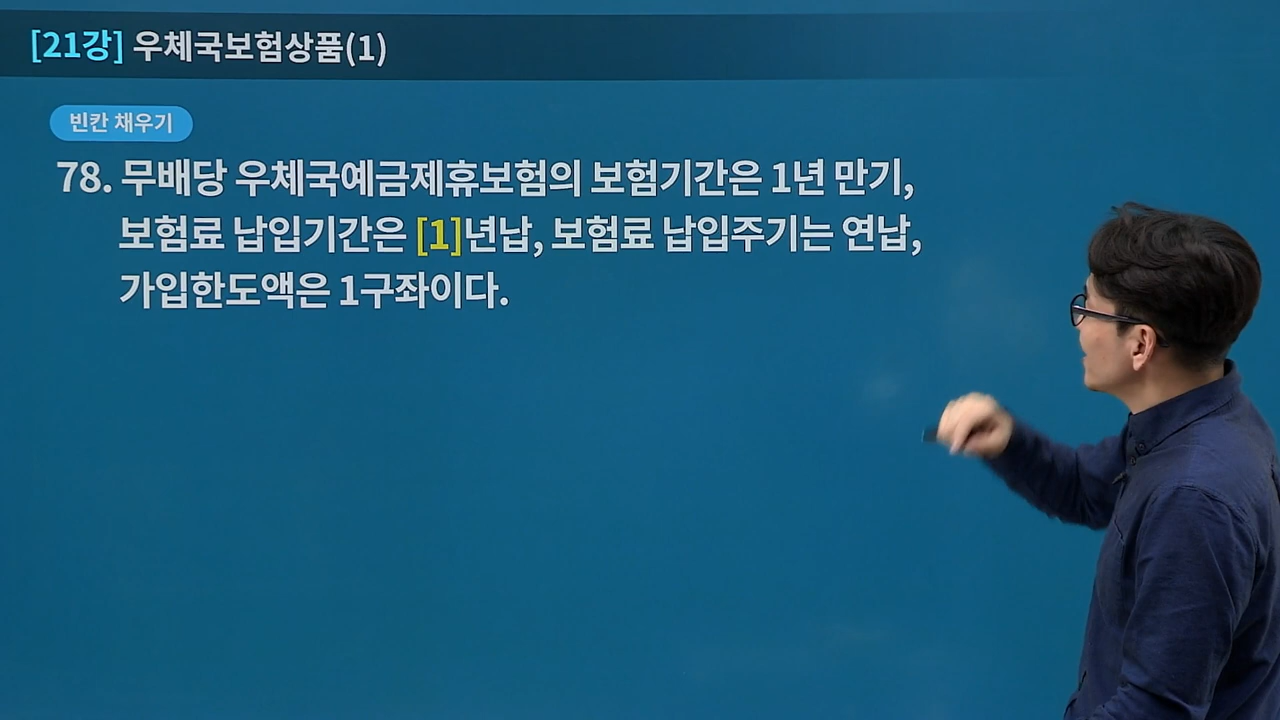 [21강] 우체국보험상품(1)
빈칸 채우기
78. 무배당 우체국예금제휴보험의 보험기간은 1년 만기,
보험료 납입기간은 [1]년납, 보험료 납입주기는 연납,
가입한도액은 1구좌이다.